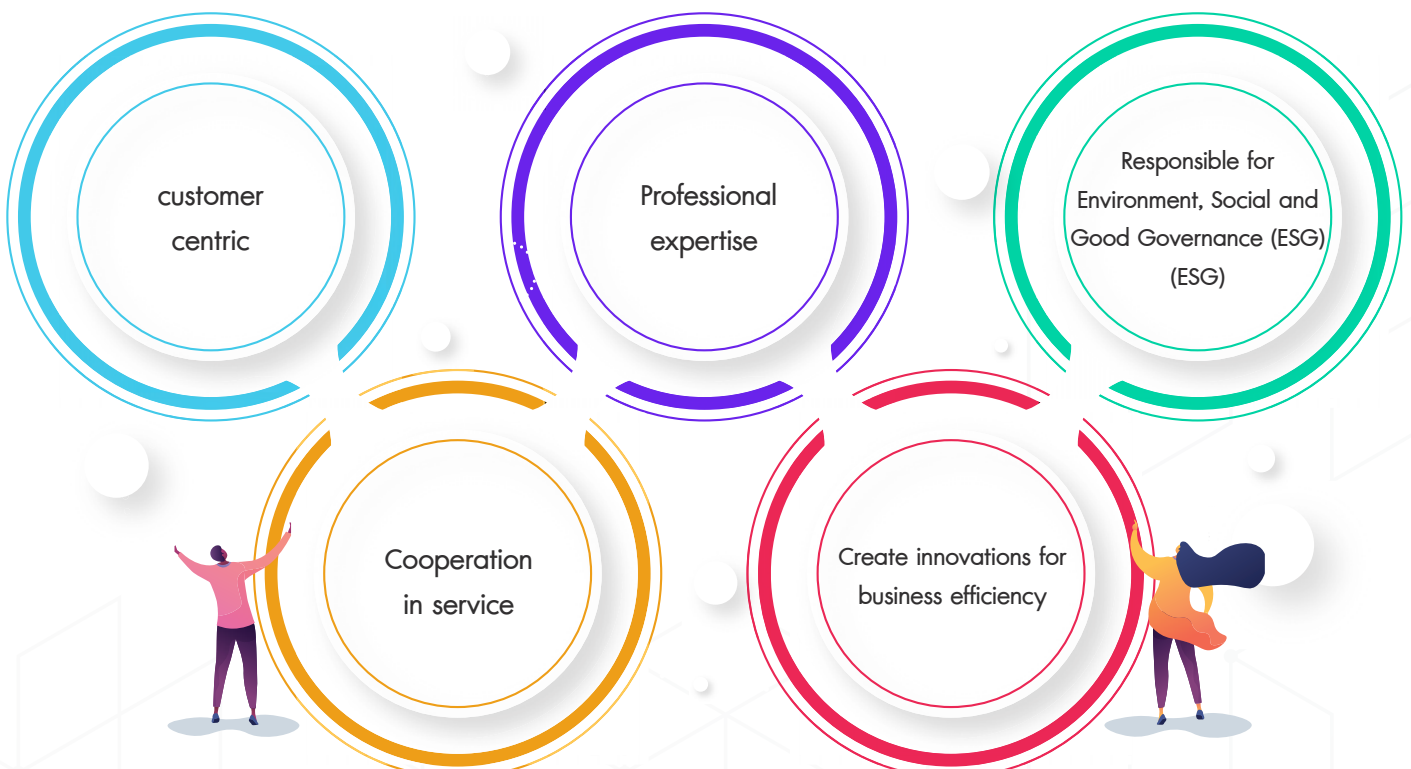 customer
centric
Professional
expertise
Responsible for
Environment, Social and
Good Governance (ESG)
(ESG)
Cooperation
in service
Create innovations for
business efficiency